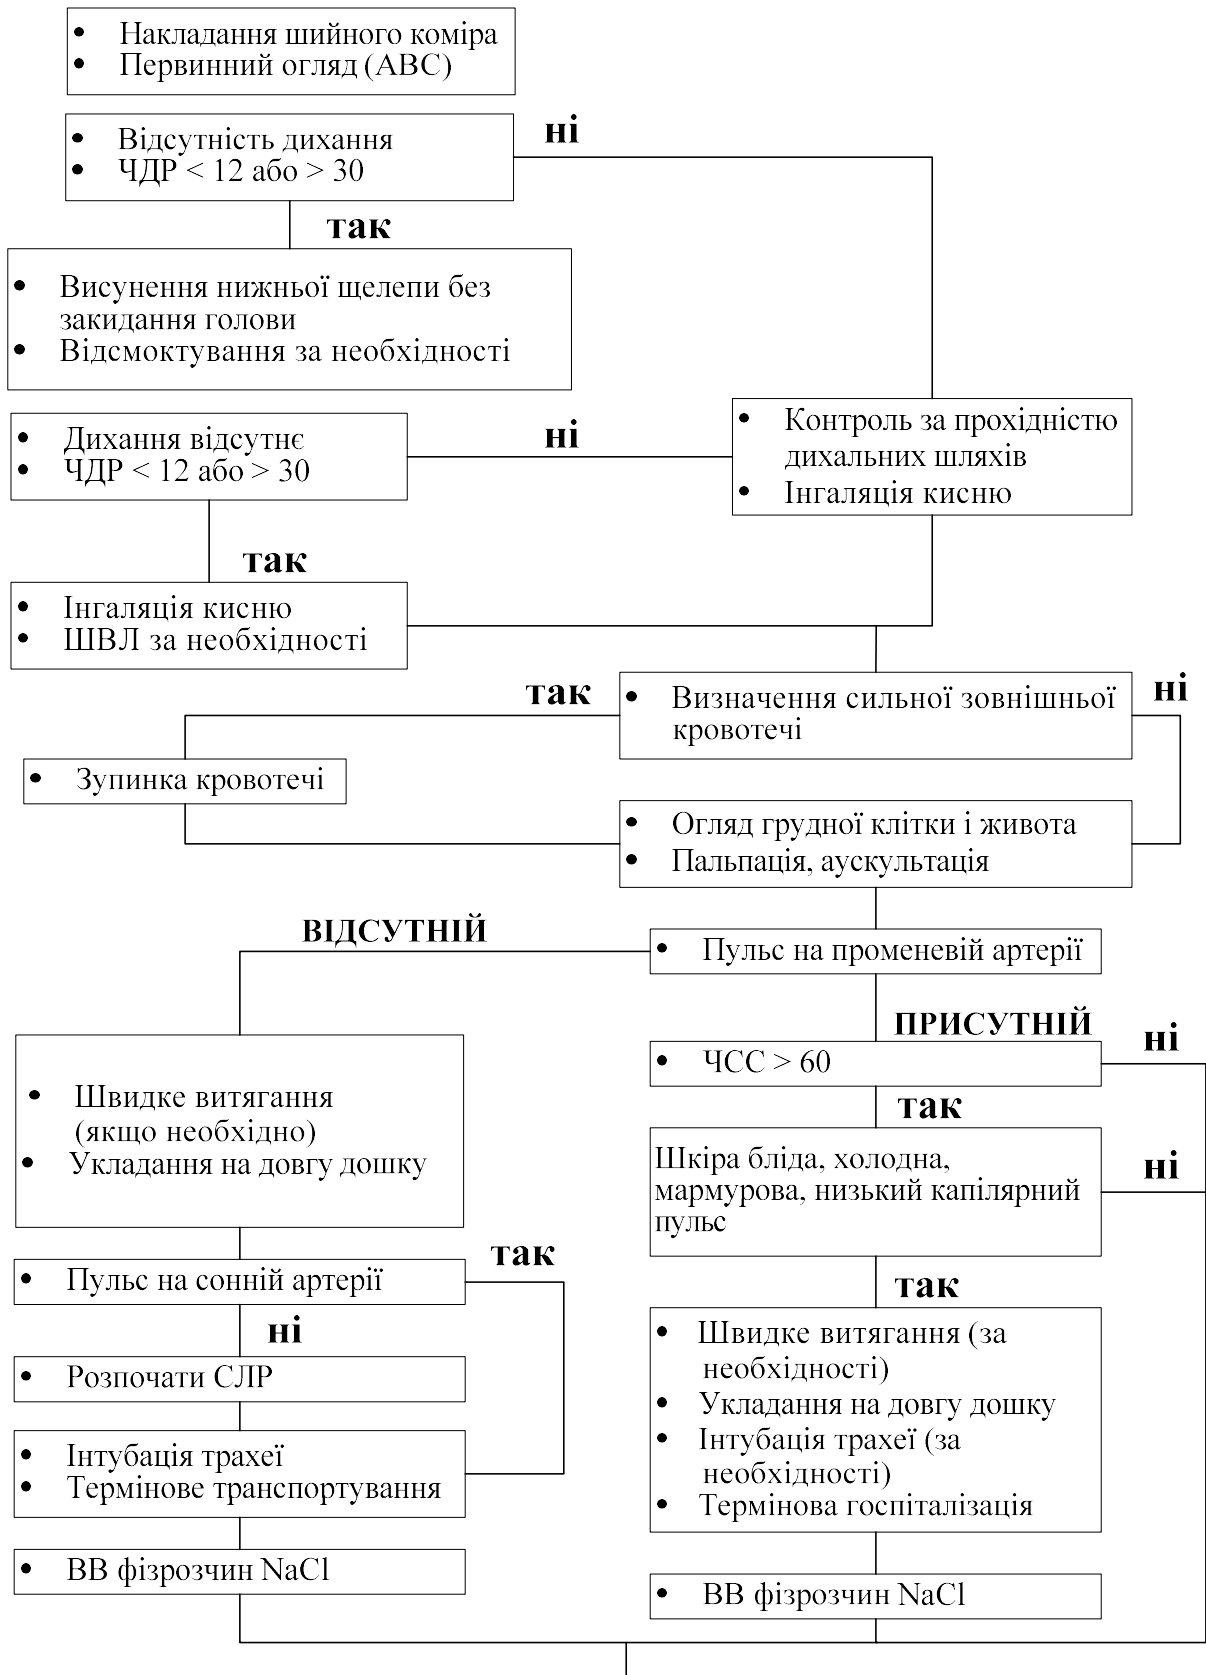 • Накладання шийного коміра
• Первинний огляд (АВС)
• Відсутність дихання
• ЧДР < 12 або > 30
ні
так
• Висунення нижньої щелепи без
закидання голови
• Відсмоктування за необхідності
• Дихання відсутнє
• ЧДР < 12 або > 30
ні
• Контроль за прохідністю
дихальних шляхів
• Інгаляція кисню
так
• Інгаляція кисню
• ШВЛ за необхідності
так
• Визначення сильної зовнішньої
кровотечі
ні
• Зупинка кровотечі
• Огляд грудної клітки і живота
• Пальпація, аускультація
ВІДСУТНІЙ
• Пульс на променевій артерії
ПРИСУТНІЙ
• ЧСС > 60
ні
так
Шкіра бліда, холодна,
мармурова, низький капілярний
пульс
ні
так
• Швидке витягання (за
необхідності)
• Укладання на довгу дошку
• Інтубація трахеї (за
необхідності)
• Термінова госпіталізація
• ВВ фізрозчин NaCl
• Швидке витягання
(якщо необхідно)
• Укладання на довгу дошку
• Пульс на сонній артерії
так
ні
• Розпочати СЛР
• Інтубація трахеї
• Термінове транспортування
• ВВ фізрозчин NaCl